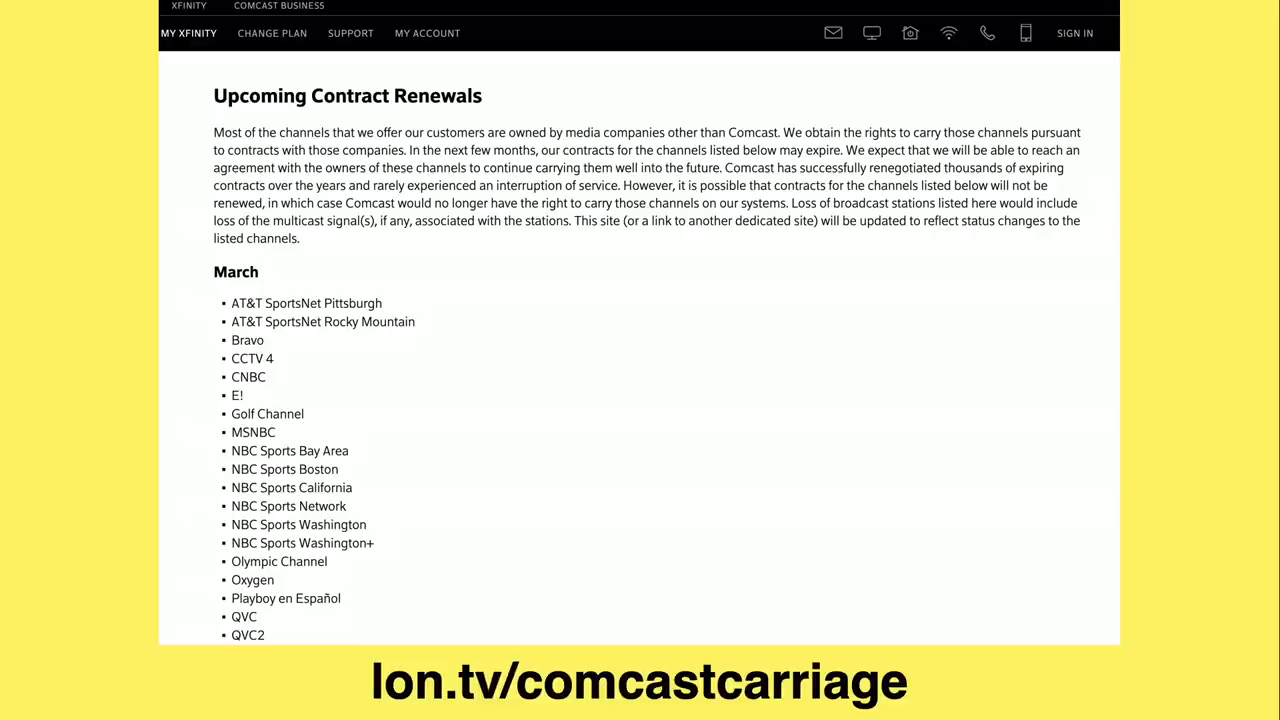 XFINITY COMCAST BUSINESS
MY XFINITY CHANGE PLAN SUPPORT MY ACCOUNT SIGN IN
Upcoming Contract Renewals
Most of the channels that we offer our customers are owned by media companies other than Comcast. We obtain the rights to carry those channels pursuant
to contracts with those companies. In the next few months, our contracts for the channels listed below may expire. We expect that we will be able to reach an
agreement with the owners of these channels to continue carrying them well into the future. Comcast has successfully renegotiated thousands of expiring
contracts over the years and rarely experienced an interruption of service. However, it is possible that contracts for the channels listed below will not be
renewed, in which case Comcast would no longer have the right to carry those channels on our systems. Loss of broadcast stations listed here would include
loss of the multicast signal(s), if any, associated with the stations. This site (or a link to another dedicated site) will be updated to reflect status changes to the
listed channels.
March
▪ AT&T SportsNet Pittsburgh
▪ AT&T SportsNet Rocky Mountain
▪ Bravo
▪ CCTV 4
▪ CNBC
▪ E!
▪ Golf Channel
▪ MSNBC
▪ NBC Sports Bay Area
▪ NBC Sports Boston
▪ NBC Sports California
▪ NBC Sports Network
▪ NBC Sports Washington
▪ NBC Sports Washington+
▪ Olympic Channel
▪ Oxygen
▪ Playboy en Español
▪ QVC
▪ QVC2
lon.tv/comcastcarriage